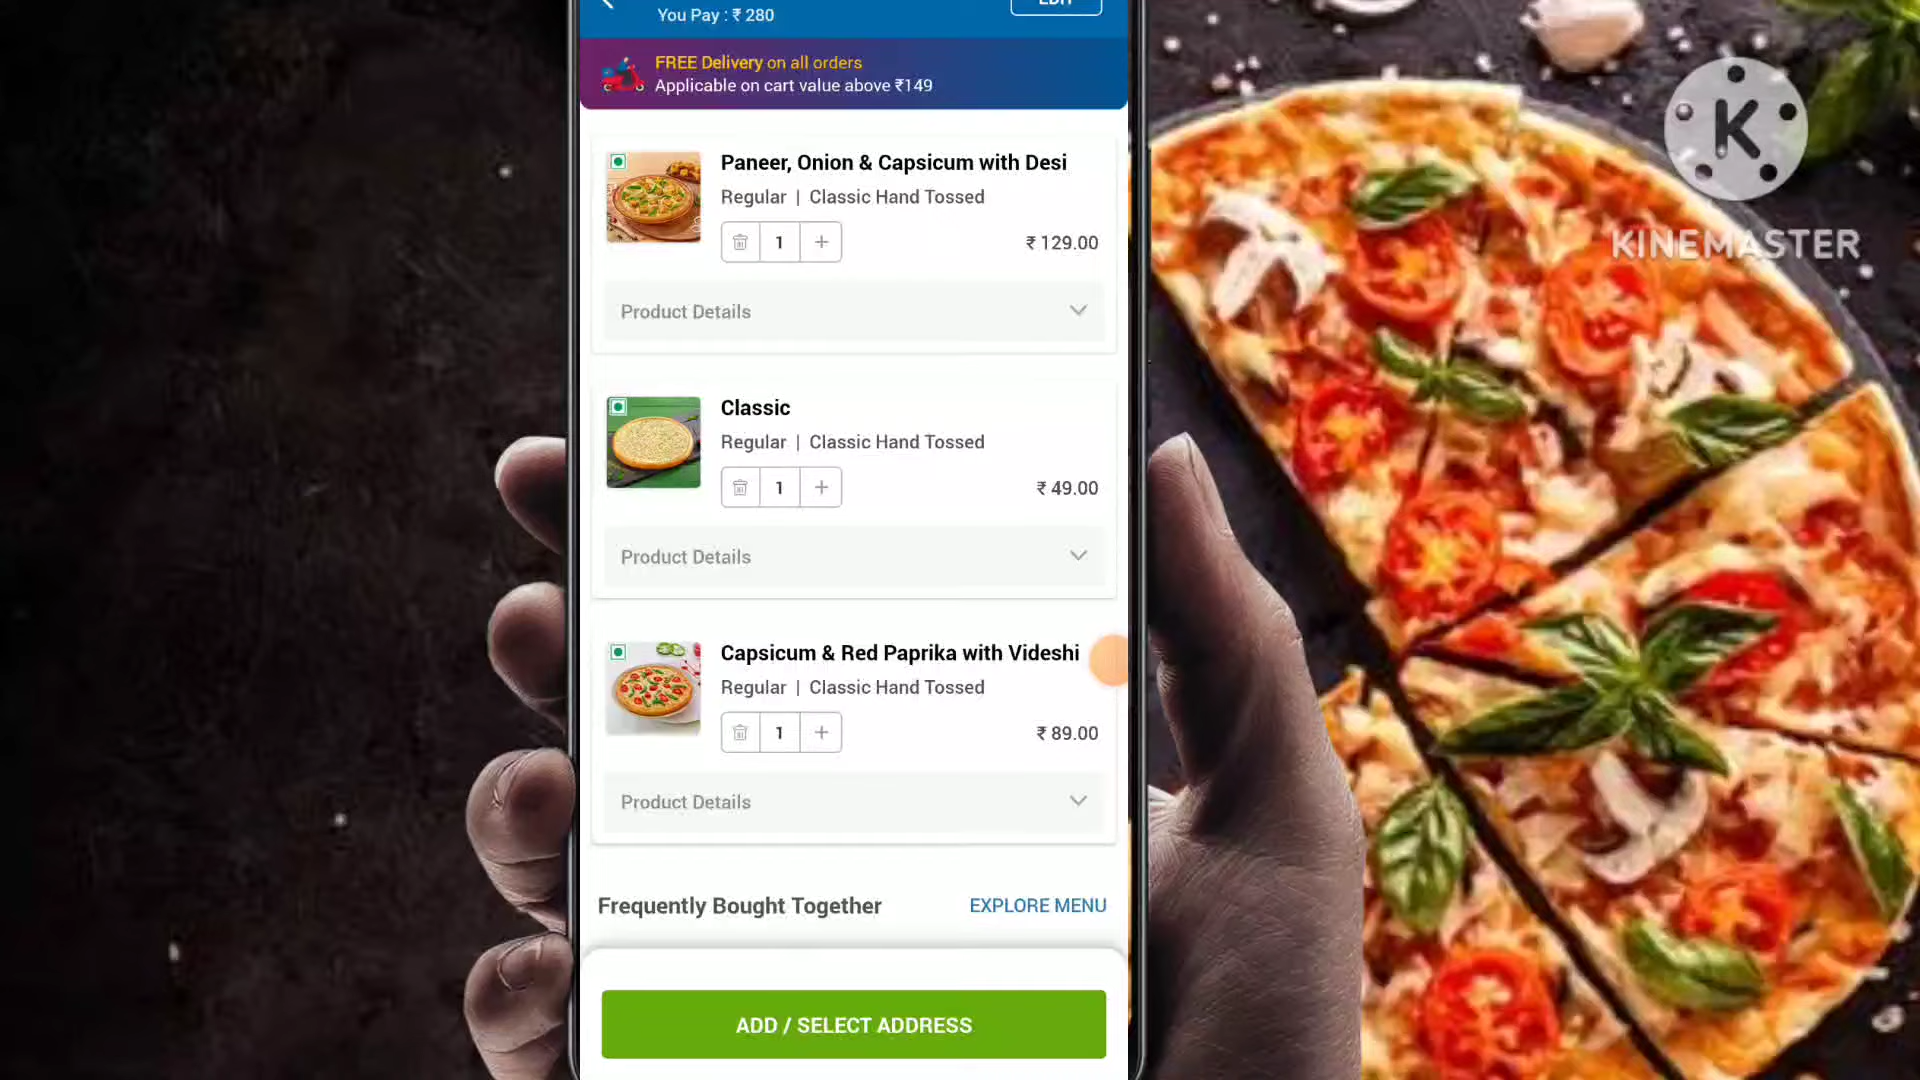 You Pay : ₹ 280
EDIT
FREE Delivery on all orders
Applicable on cart value above ₹149
Paneer, Onion & Capsicum with Desi
Regular | Classic Hand Tossed
1 +
₹ 129.00
Product Details
Classic
Regular | Classic Hand Tossed
1 +
₹ 49.00
Product Details
Capsicum & Red Paprika with Videshi
Regular | Classic Hand Tossed
1 +
₹ 89.00
Product Details
Frequently Bought Together
EXPLORE MENU
ADD / SELECT ADDRESS
K
KINEMASTER